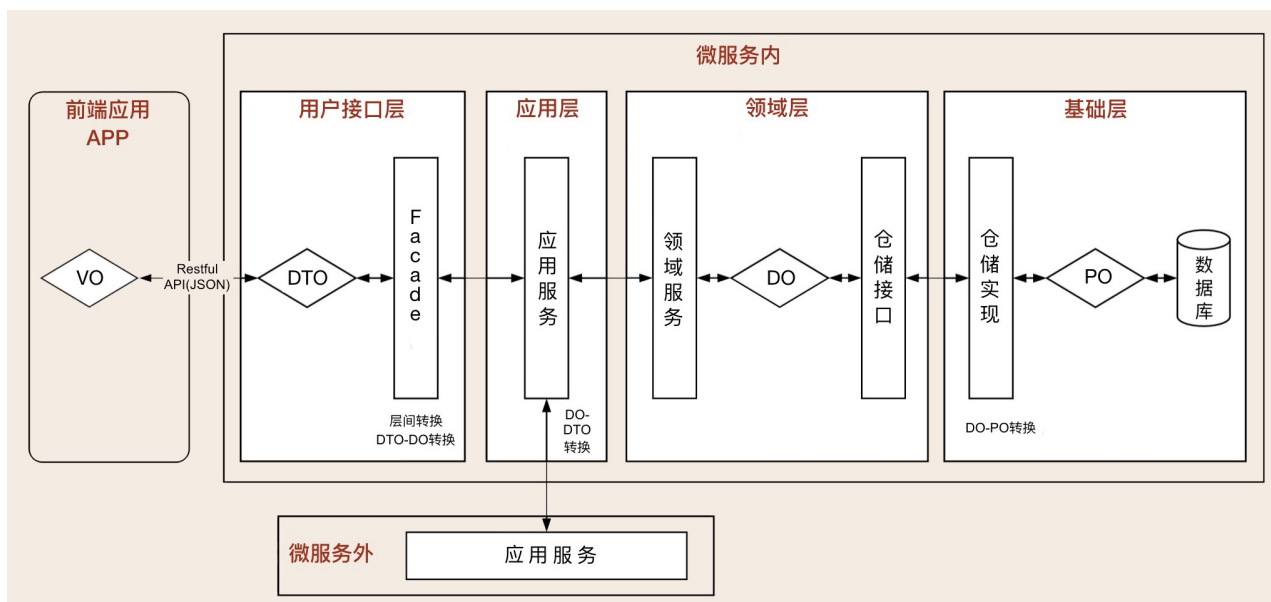 微服务内
前端应用
APP
用户接口层
应用层
领域层
基础层
VO
Restful
API(JSON)
DTO
Facade
应用服务
领域服务
DO
仓储接口
仓储实现
PO
数据库
层间转换
DTO-DO转换
DO-
DTO
转换
DO-PO转换
微服务外
应用服务